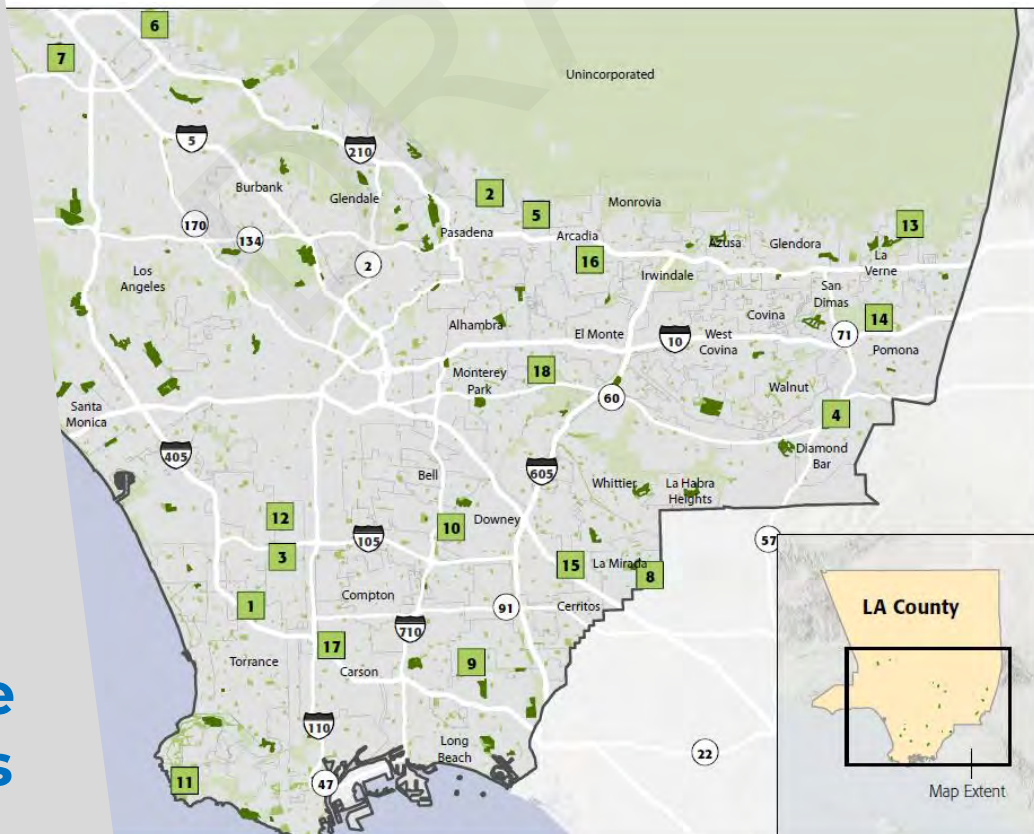 6
7
Unincorporated
5
210
Burbank
Glendale
2
Monrovia
5
13
170
134
Pasadena
Arcadia
Azusa
Glendora
La
Verne
2
16
Irwindale
Los
Angeles
San
Dimas
Covina
14
Alhambra
El Monte
10
West
Covina
71
Pomona
Monterey
Park
18
60
Walnut
Santa
Monica
4
405
Diamond
Bar
Bell
605
Whittier
La Habra
Heights
12
10
Downey
105
57
3
15
La Mirada
8
1
Compton
91
Cerritos
LA County
710
17
Torrance
Carson
9
110
Long
Beach
22
11
47
Map Extent
e
s